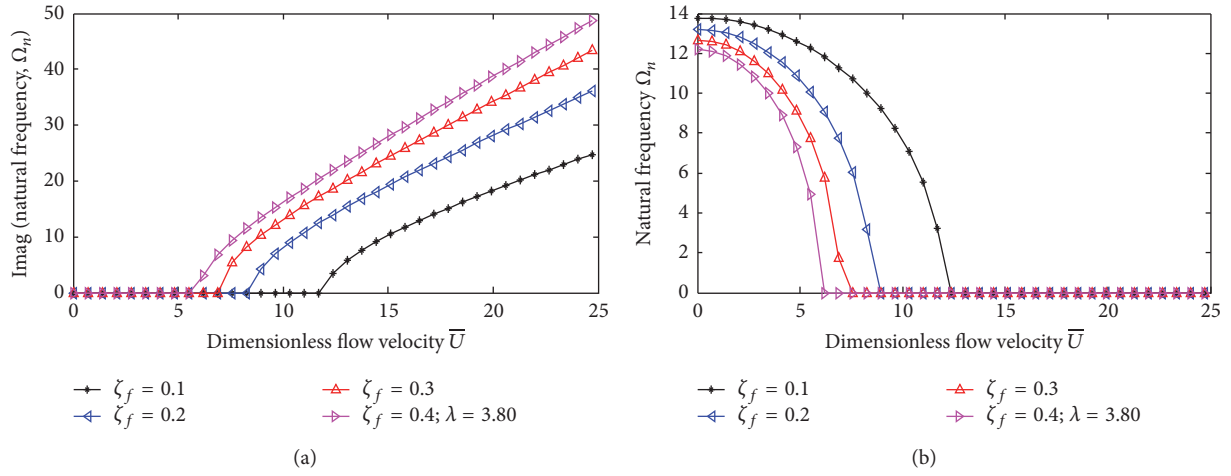 50
40
30
20
10
0
Imag (natural frequency, Ωₙ)
0 5 10 15 20 25
Dimensionless flow velocity U̅
ζ_f = 0.1
ζ_f = 0.2
ζ_f = 0.3
ζ_f = 0.4; λ = 3.80
(a)
14
12
10
8
6
4
2
0
Natural frequency Ωₙ
0 5 10 15 20 25
Dimensionless flow velocity U̅
ζ_f = 0.1
ζ_f = 0.2
ζ_f = 0.3
ζ_f = 0.4; λ = 3.80
(b)